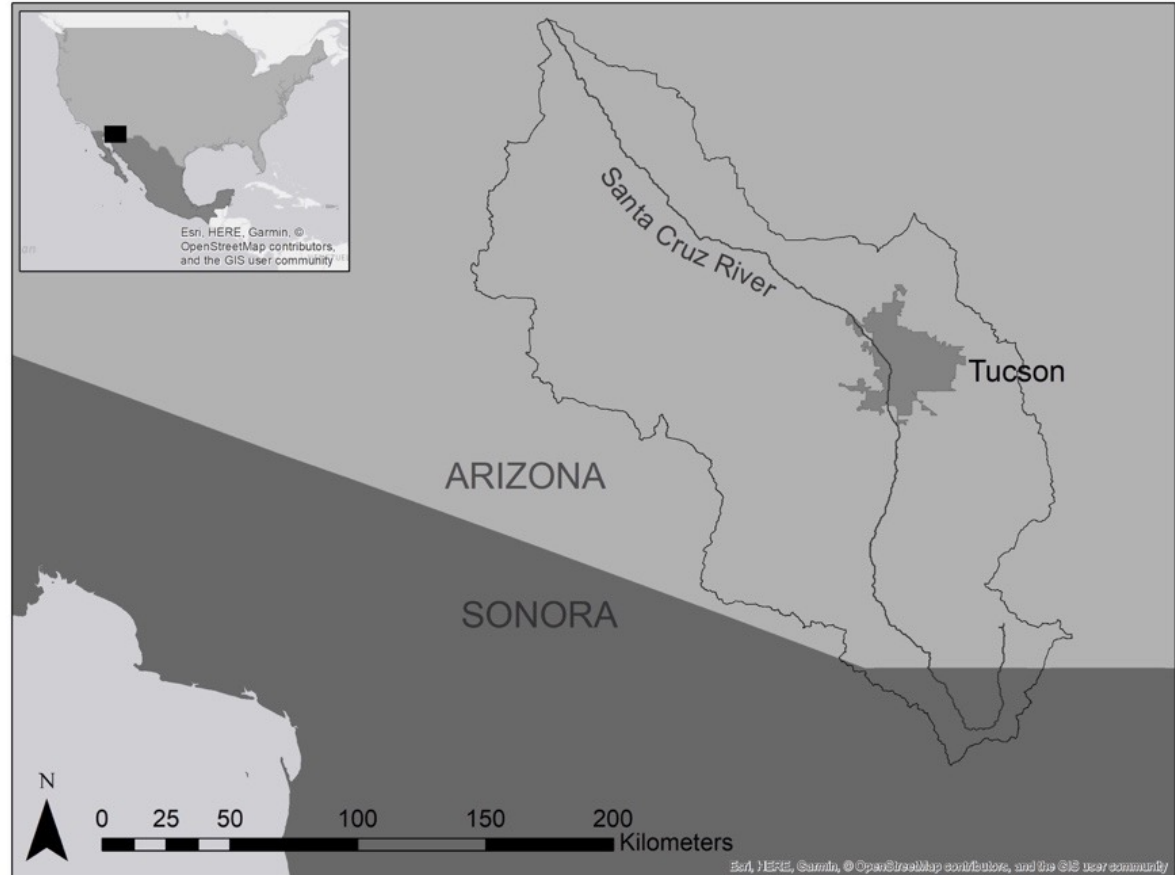 Esri, HERE, Garmin, ©
OpenStreetMap contributors,
and the GIS user community
Santa Cruz River
Tucson
ARIZONA
SONORA
N
0 25 50 100 150 200
Kilometers
Esri, HERE, Garmin, © OpenStreetMap contributors, and the GIS user community